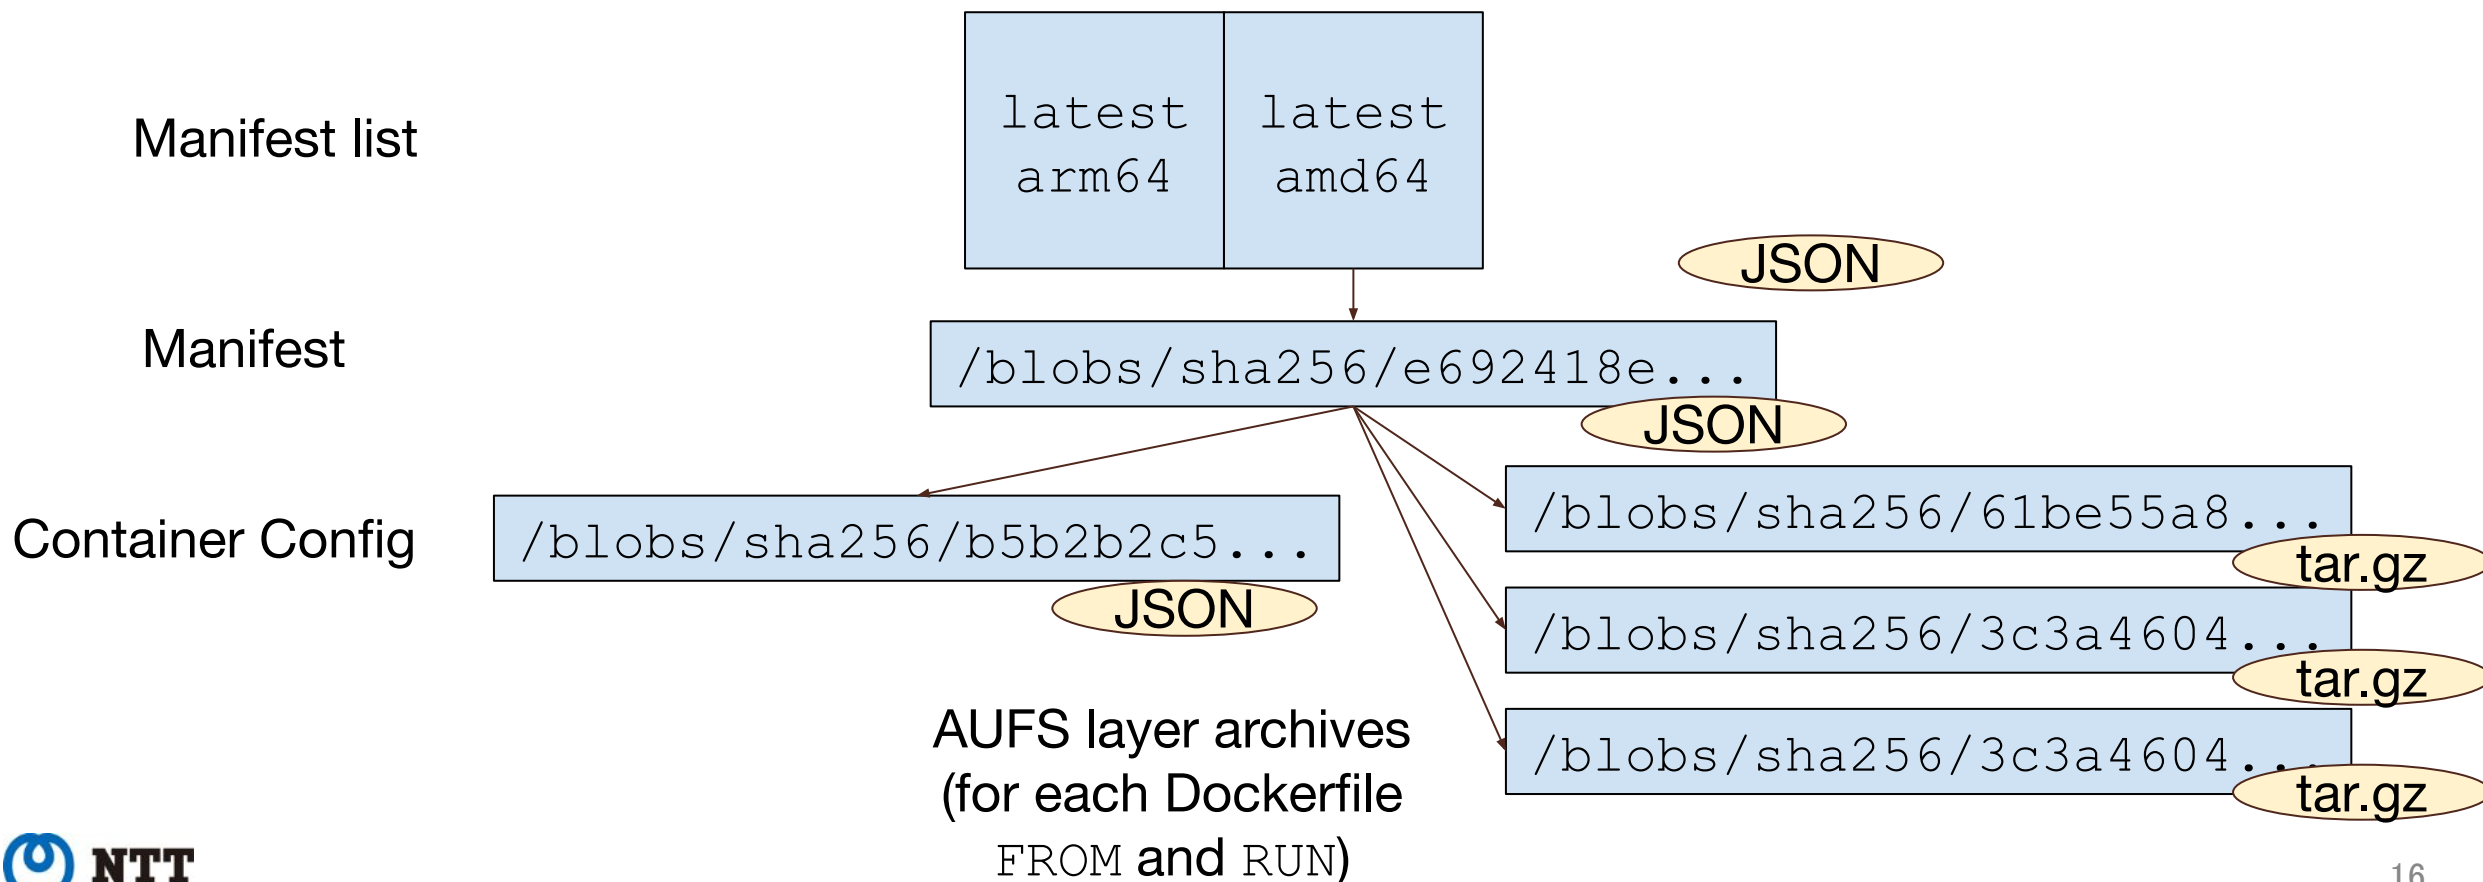 Manifest list
latest latest
arm64 amd64
JSON
Manifest
/blobs/sha256/e692418e...
JSON
Container Config
/blobs/sha256/b5b2b2c5...
JSON
/blobs/sha256/61be55a8...
tar.gz
/blobs/sha256/3c3a4604...
tar.gz
/blobs/sha256/3c3a4604...
tar.gz
AUFS layer archives
(for each Dockerfile
FROM and RUN)
NTT
16